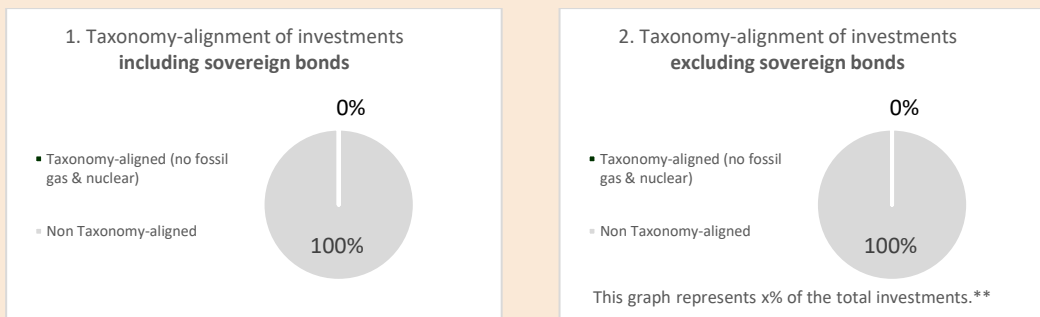 1. Taxonomy-alignment of investments
including sovereign bonds
0%
Taxonomy-aligned (no fossil
gas & nuclear)
Non Taxonomy-aligned
100%
2. Taxonomy-alignment of investments
excluding sovereign bonds
0%
Taxonomy-aligned (no fossil
gas & nuclear)
Non Taxonomy-aligned
100%
This graph represents x% of the total investments.**